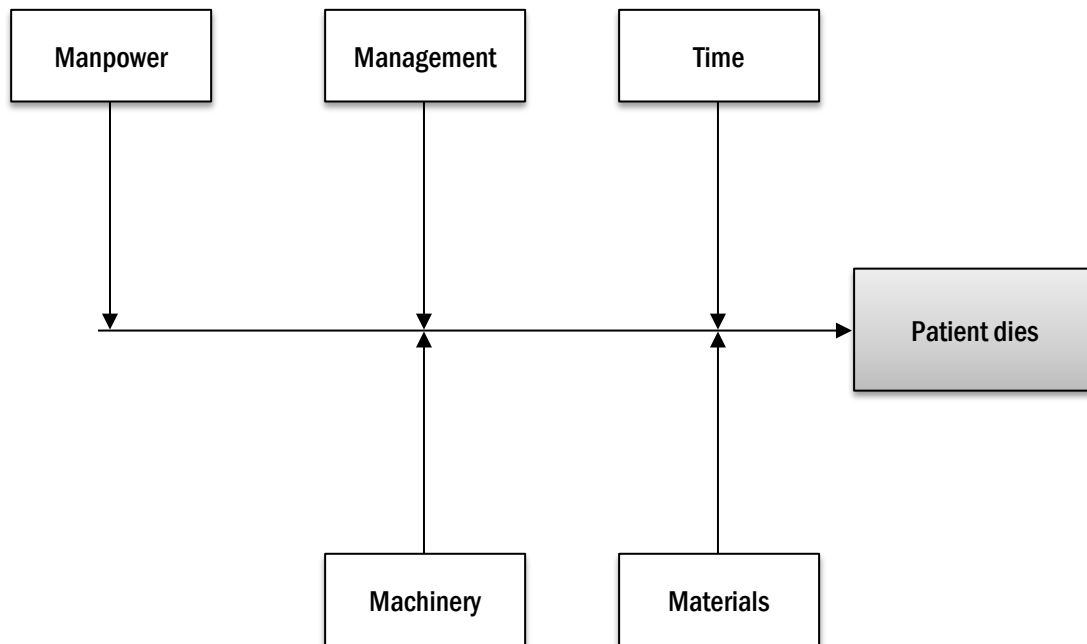 Manpower
Management
Time
Patient dies
Machinery
Materials